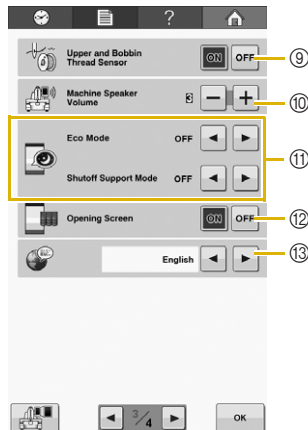 ?
Upper and Bobbin
Thread Sensor
ON OFF ⑨
Machine Speaker
Volume
3 − + ⑩
Eco Mode OFF
⑪
Shutoff Support Mode OFF
Opening Screen ON OFF ⑫
English ⑬
3/4
OK